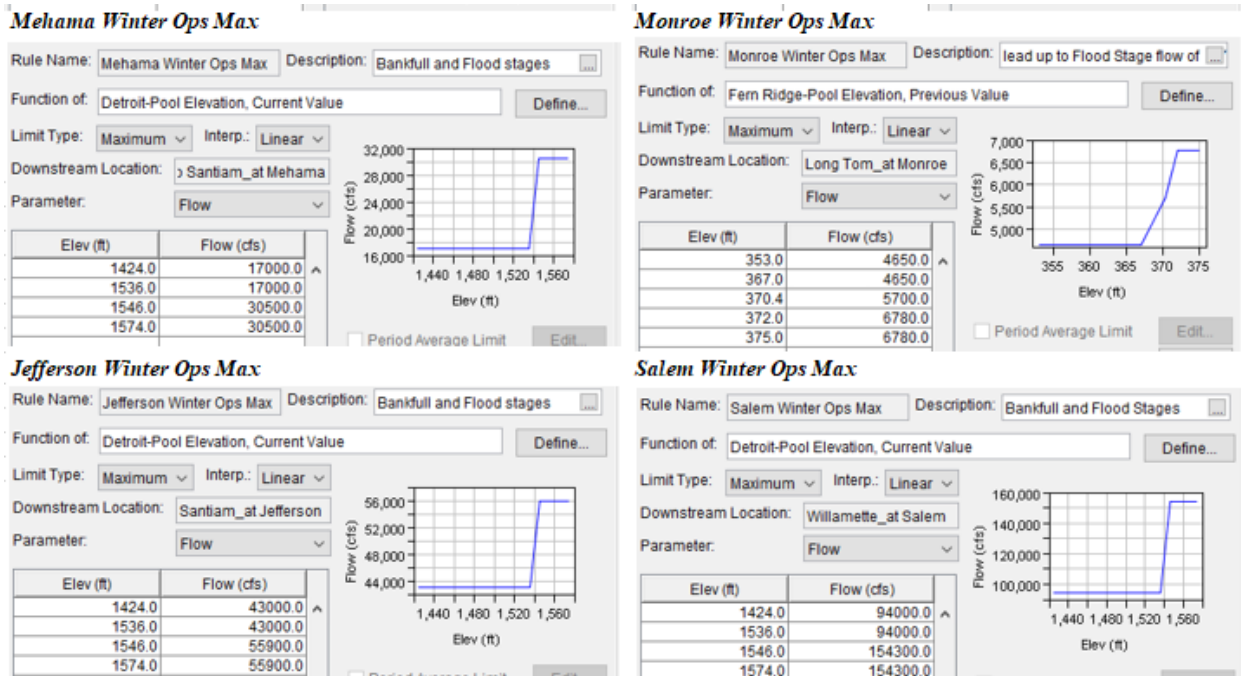 Mehama Winter Ops Max
Rule Name: Mehama Winter Ops Max Description: Bankfull and Flood stages ...
Function of: Detroit-Pool Elevation, Current Value Define...
Limit Type: Maximum Interp.: Linear
Downstream Location: Santiam_at Mehama
Parameter: Flow
Elev (ft) Flow (cfs)
1424.0 17000.0
1536.0 17000.0
1546.0 30500.0
1574.0 30500.0
32,000
28,000
24,000
20,000
16,000
Flow (cfs)
1,440 1,480 1,520 1,560
Elev (ft)
Period Average Limit Edit...
Monroe Winter Ops Max
Rule Name: Monroe Winter Ops Max Description: lead up to Flood Stage flow of ...
Function of: Fern Ridge-Pool Elevation, Previous Value Define...
Limit Type: Maximum Interp.: Linear
Downstream Location: Long Tom_at Monroe
Parameter: Flow
Elev (ft) Flow (cfs)
353.0 4650.0
367.0 4650.0
370.4 5700.0
372.0 6780.0
375.0 6780.0
7,000
6,500
6,000
5,500
5,000
Flow (cfs)
355 360 365 370 375
Elev (ft)
Period Average Limit Edit...
Jefferson Winter Ops Max
Rule Name: Jefferson Winter Ops Max Description: Bankfull and Flood stages ...
Function of: Detroit-Pool Elevation, Current Value Define...
Limit Type: Maximum Interp.: Linear
Downstream Location: Santiam_at Jefferson
Parameter: Flow
Elev (ft) Flow (cfs)
1424.0 43000.0
1536.0 43000.0
1546.0 55900.0
1574.0 55900.0
56,000
52,000
48,000
44,000
Flow (cfs)
1,440 1,480 1,520 1,560
Elev (ft)
Period Average Limit Edit...
Salem Winter Ops Max
Rule Name: Salem Winter Ops Max Description: Bankfull and Flood Stages ...
Function of: Detroit-Pool Elevation, Current Value Define...
Limit Type: Maximum Interp.: Linear
Downstream Location: Willamette_at Salem
Parameter: Flow
Elev (ft) Flow (cfs)
1424.0 94000.0
1536.0 94000.0
1546.0 154300.0
1574.0 154300.0
160,000
140,000
120,000
100,000
Flow (cfs)
1,440 1,480 1,520 1,560
Elev (ft)